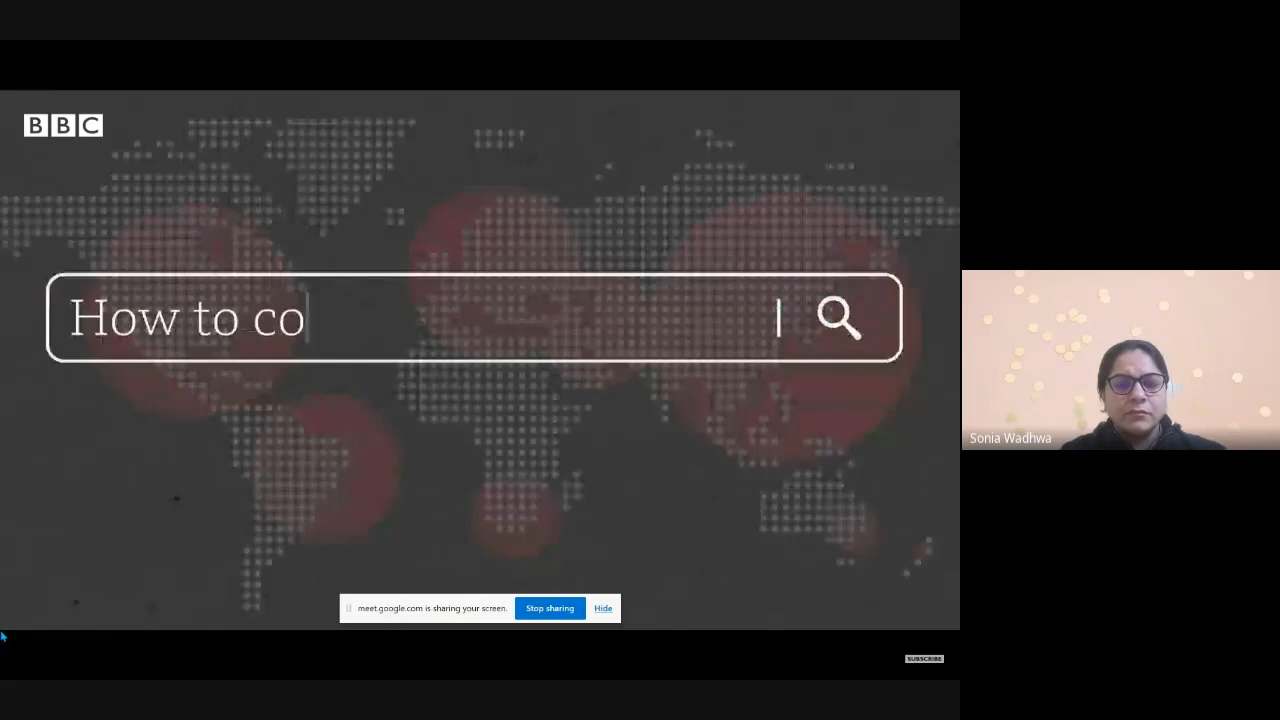 BBC
How to co
Sonia Wadhwa
meet.google.com is sharing your screen. Stop sharing Hide
SUBSCRIBE